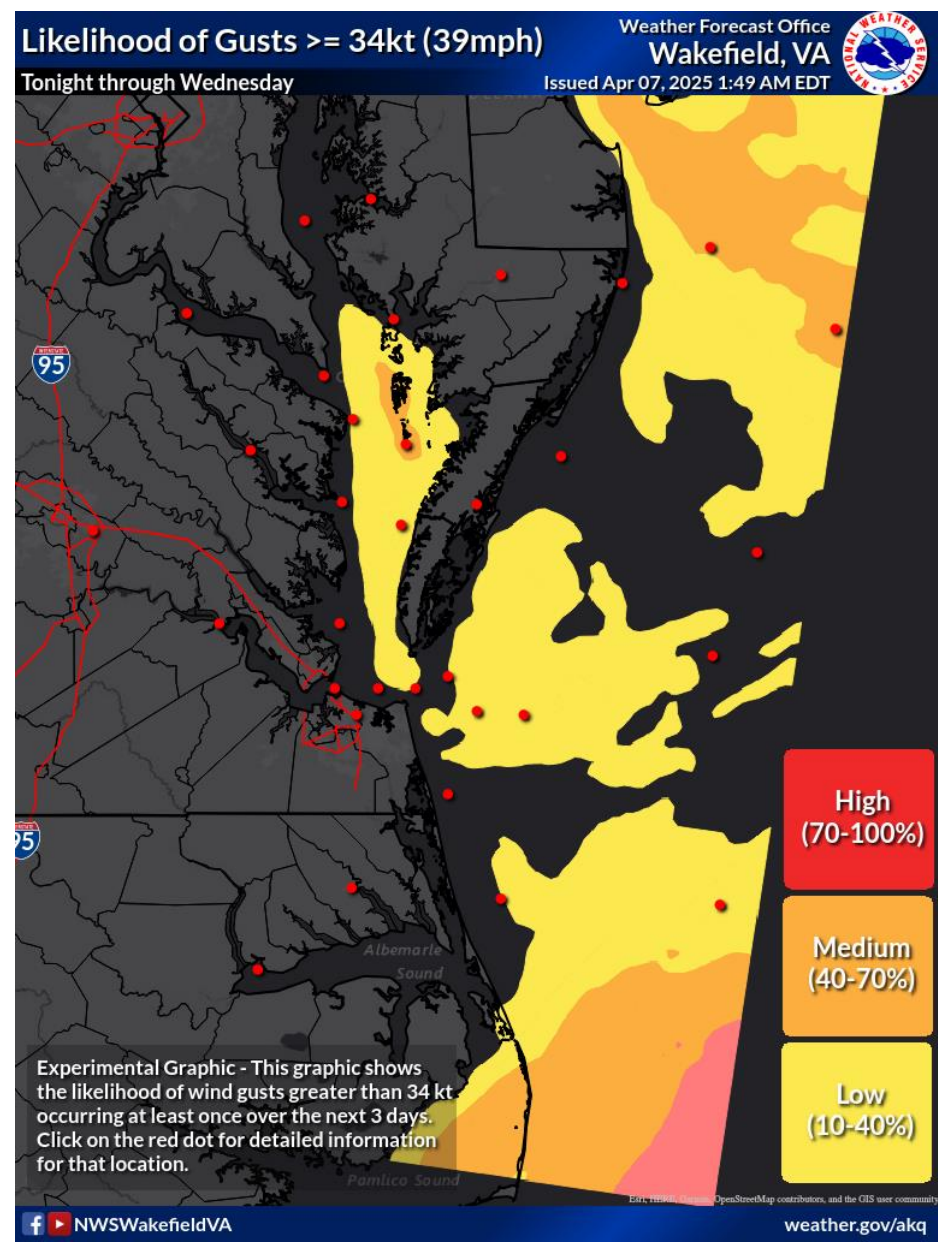 Likelihood of Gusts >= 34kt (39mph)
Tonight through Wednesday
Weather Forecast Office
Wakefield, VA
Issued Apr 07, 2025 1:49 AM EDT
NATIONAL WEATHER SERVICE
95
95
High
(70-100%)
Medium
(40-70%)
Low
(10-40%)
Albemarle
Sound
Experimental Graphic - This graphic shows
the likelihood of wind gusts greater than 34 kt
occurring at least once over the next 3 days.
Click on the red dot for detailed information
for that location.
Pamlico Sound
Esri, HERE, Garmin, OpenStreetMap contributors, and the GIS user community
NWSWakefieldVA
weather.gov/akq